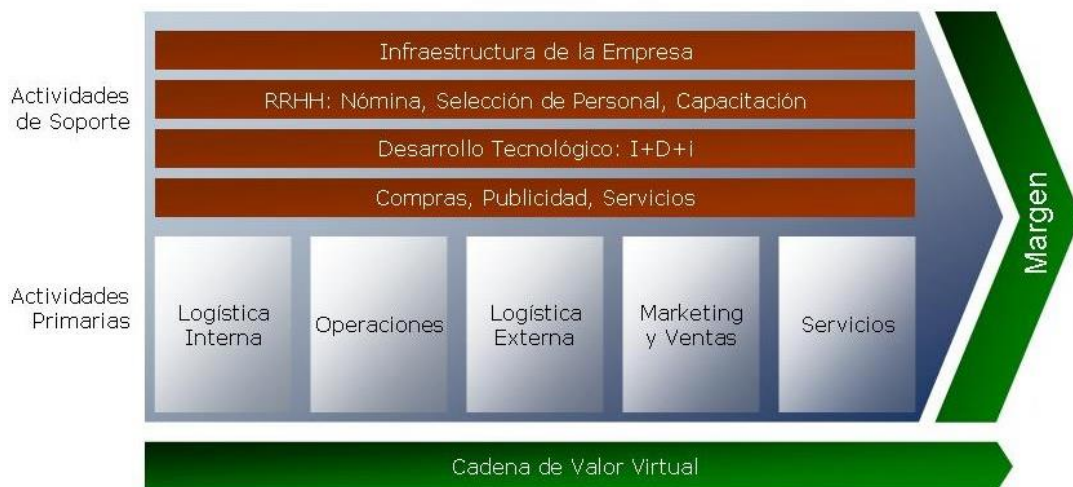 Infraestructura de la Empresa
Actividades
de Soporte
RRHH: Nómina, Selección de Personal, Capacitación
Desarrollo Tecnológico: I+D+i
Compras, Publicidad, Servicios
Margen
Actividades
Primarias
Logística
Interna
Operaciones
Logística
Externa
Marketing
y Ventas
Servicios
Cadena de Valor Virtual